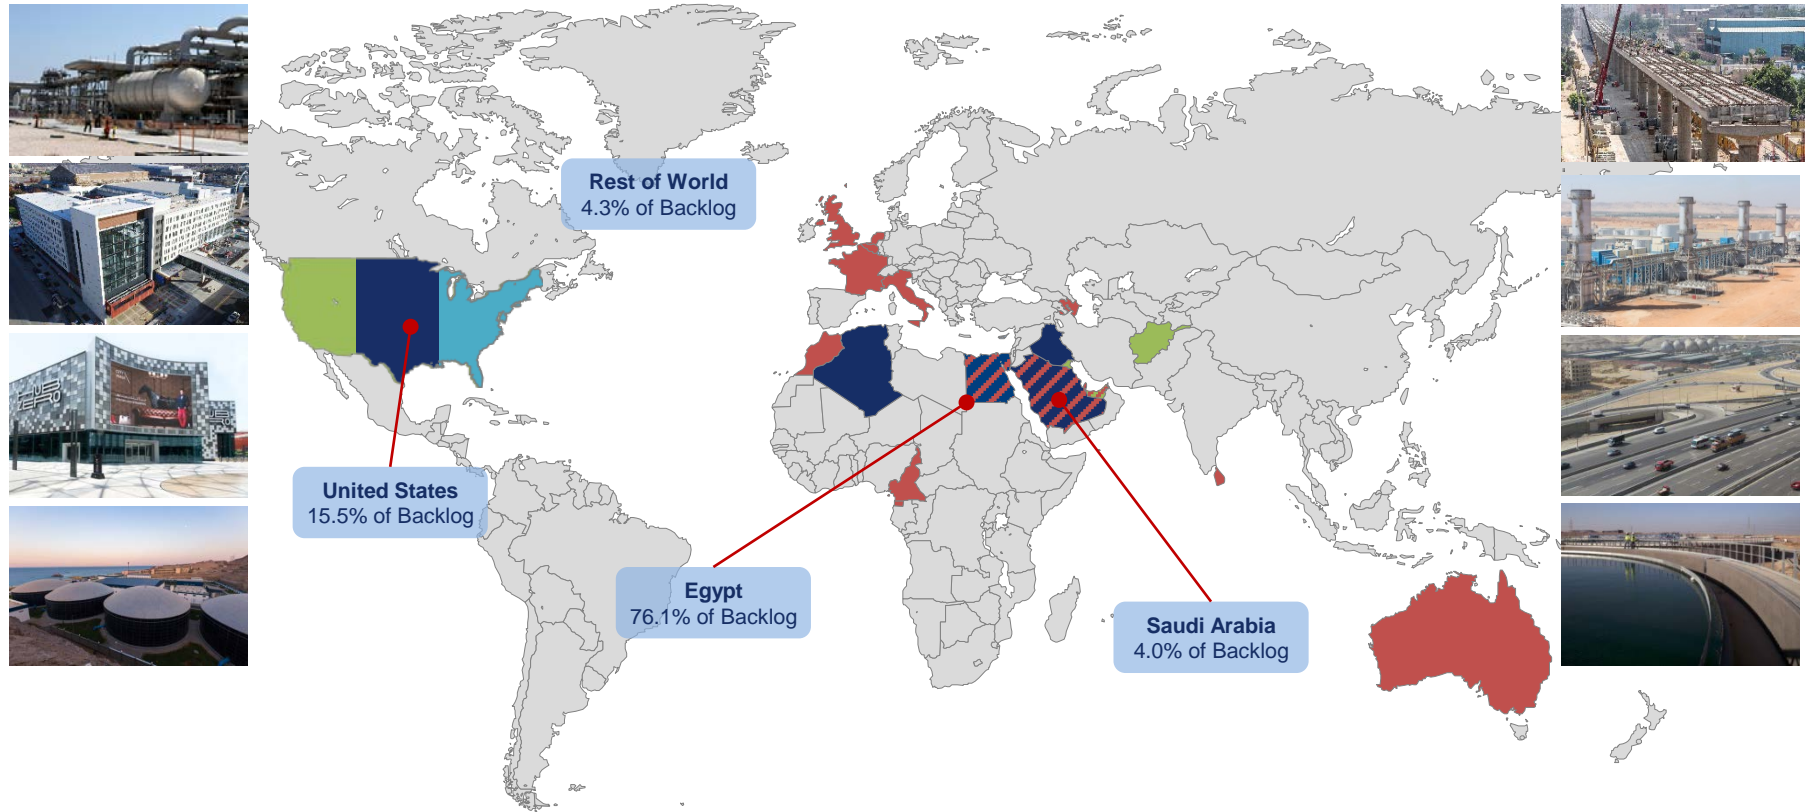 Rest of World
4.3% of Backlog
United States
15.5% of Backlog
Egypt
76.1% of Backlog
Saudi Arabia
4.0% of Backlog